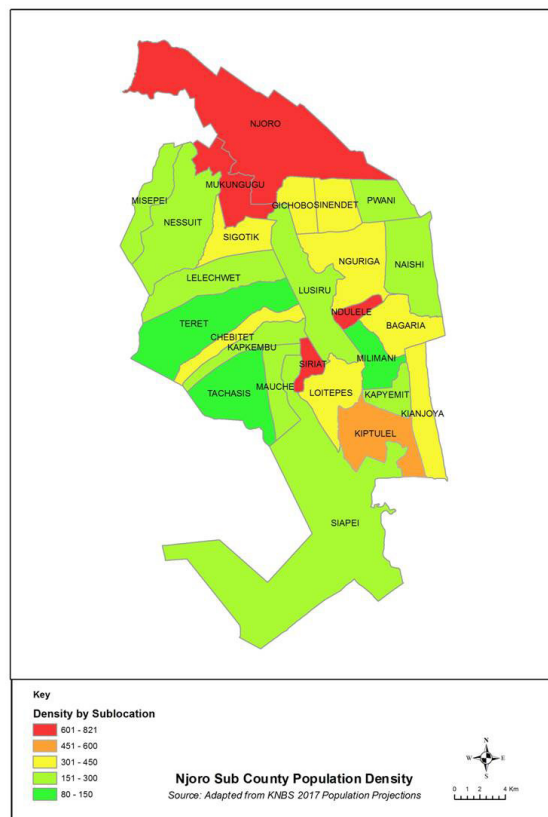 NJORO
MUKUNGUGU
MISEPEI
NESSUIT
GICHOBO
SINENDET
PWANI
SIGOTIK
NGURIGA
NAISHI
LELECHWET
LUSIRU
TERET
NDULELE
BAGARIA
CHEBITET
KAPKEMBU
MILIMANI
SIRIAT
TACHASIS
MAUCHE
LOITEPES
KAPYEMIT
KIANJOYA
KIPTULEL
SIAPEI
Key
Density by Sublocation
601 - 821
451 - 600
301 - 450
151 - 300
80 - 150
Njoro Sub County Population Density
Source: Adapted from KNBS 2017 Population Projections
N
W E
S
0 2 4 Km